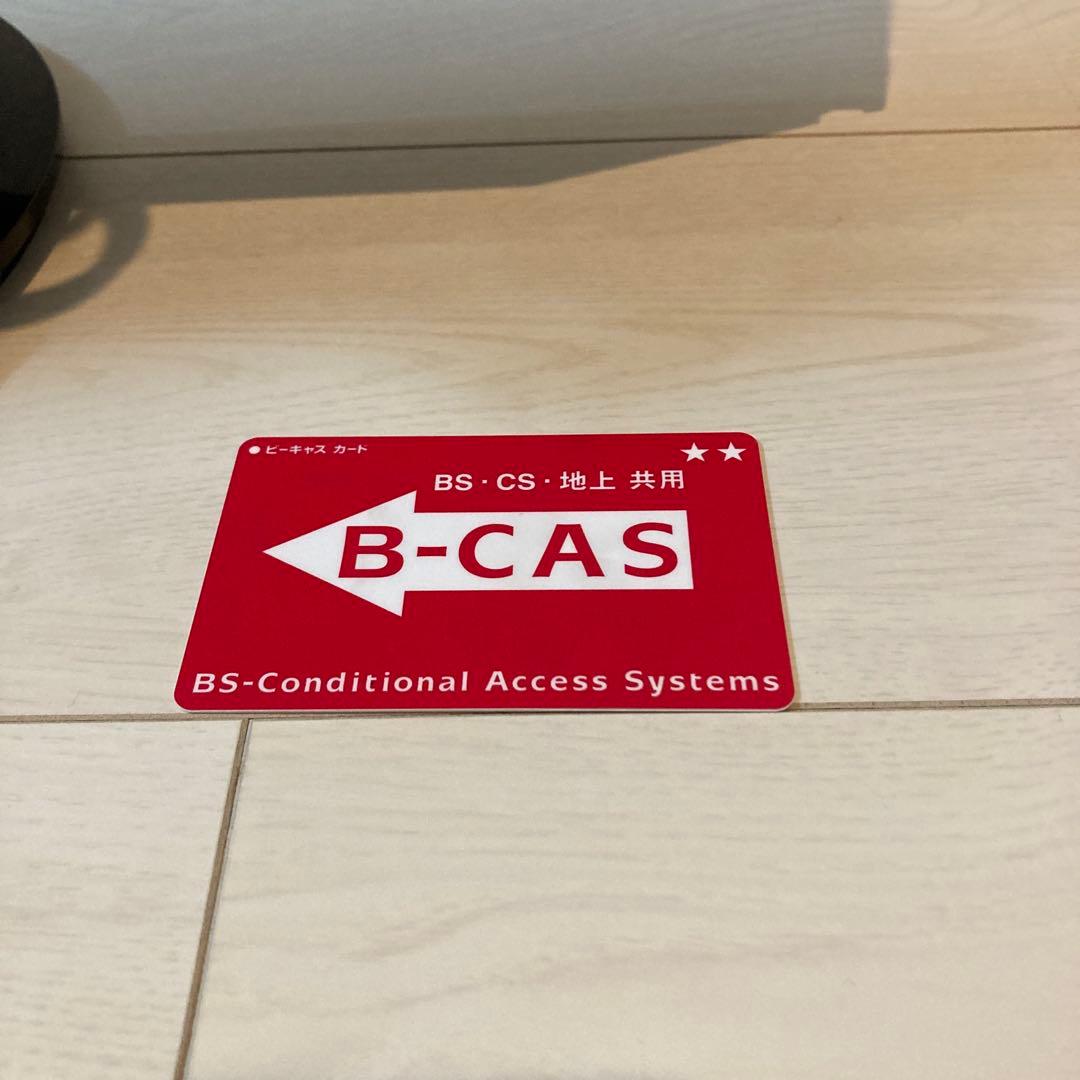 ●ビーキャス カード
★★
BS・CS・地上 共用
B-CAS
BS-Conditional Access Systems